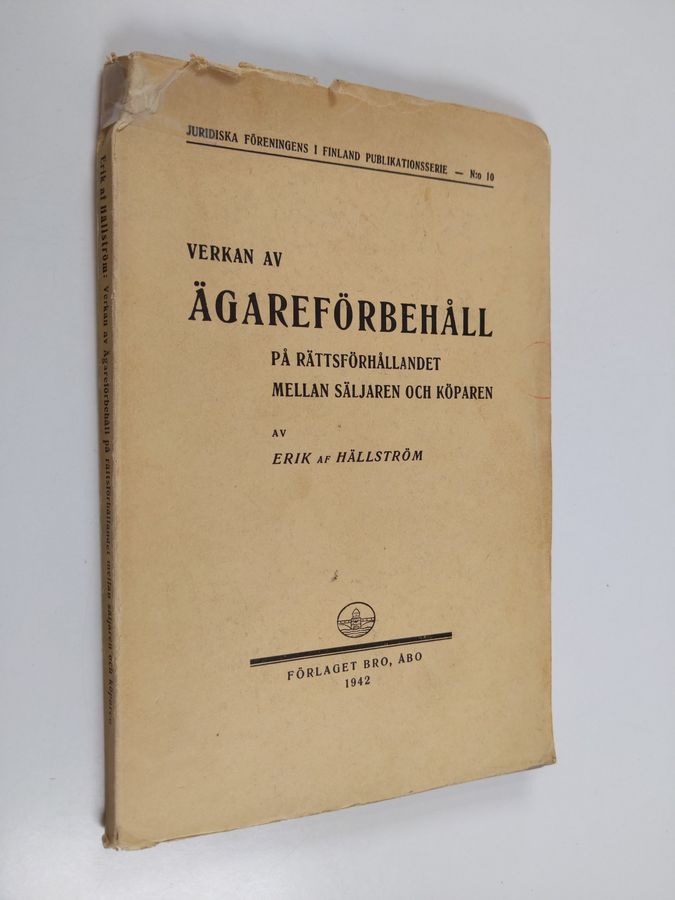 JURIDISKA FÖRENINGENS I FINLAND PUBLIKATIONSSERIE — N:o 10
VERKAN AV
ÄGAREFÖRBEHÅLL
PÅ RÄTTSFÖRHÅLLANDET
MELLAN SÄLJAREN OCH KÖPAREN
AV
ERIK AF HÄLLSTRÖM
FÖRLAGET BRO, ÅBO
1942
Erik af Hällström: Verkan av Ägareförbehåll på rättsförhållandet mellan säljaren och köparen